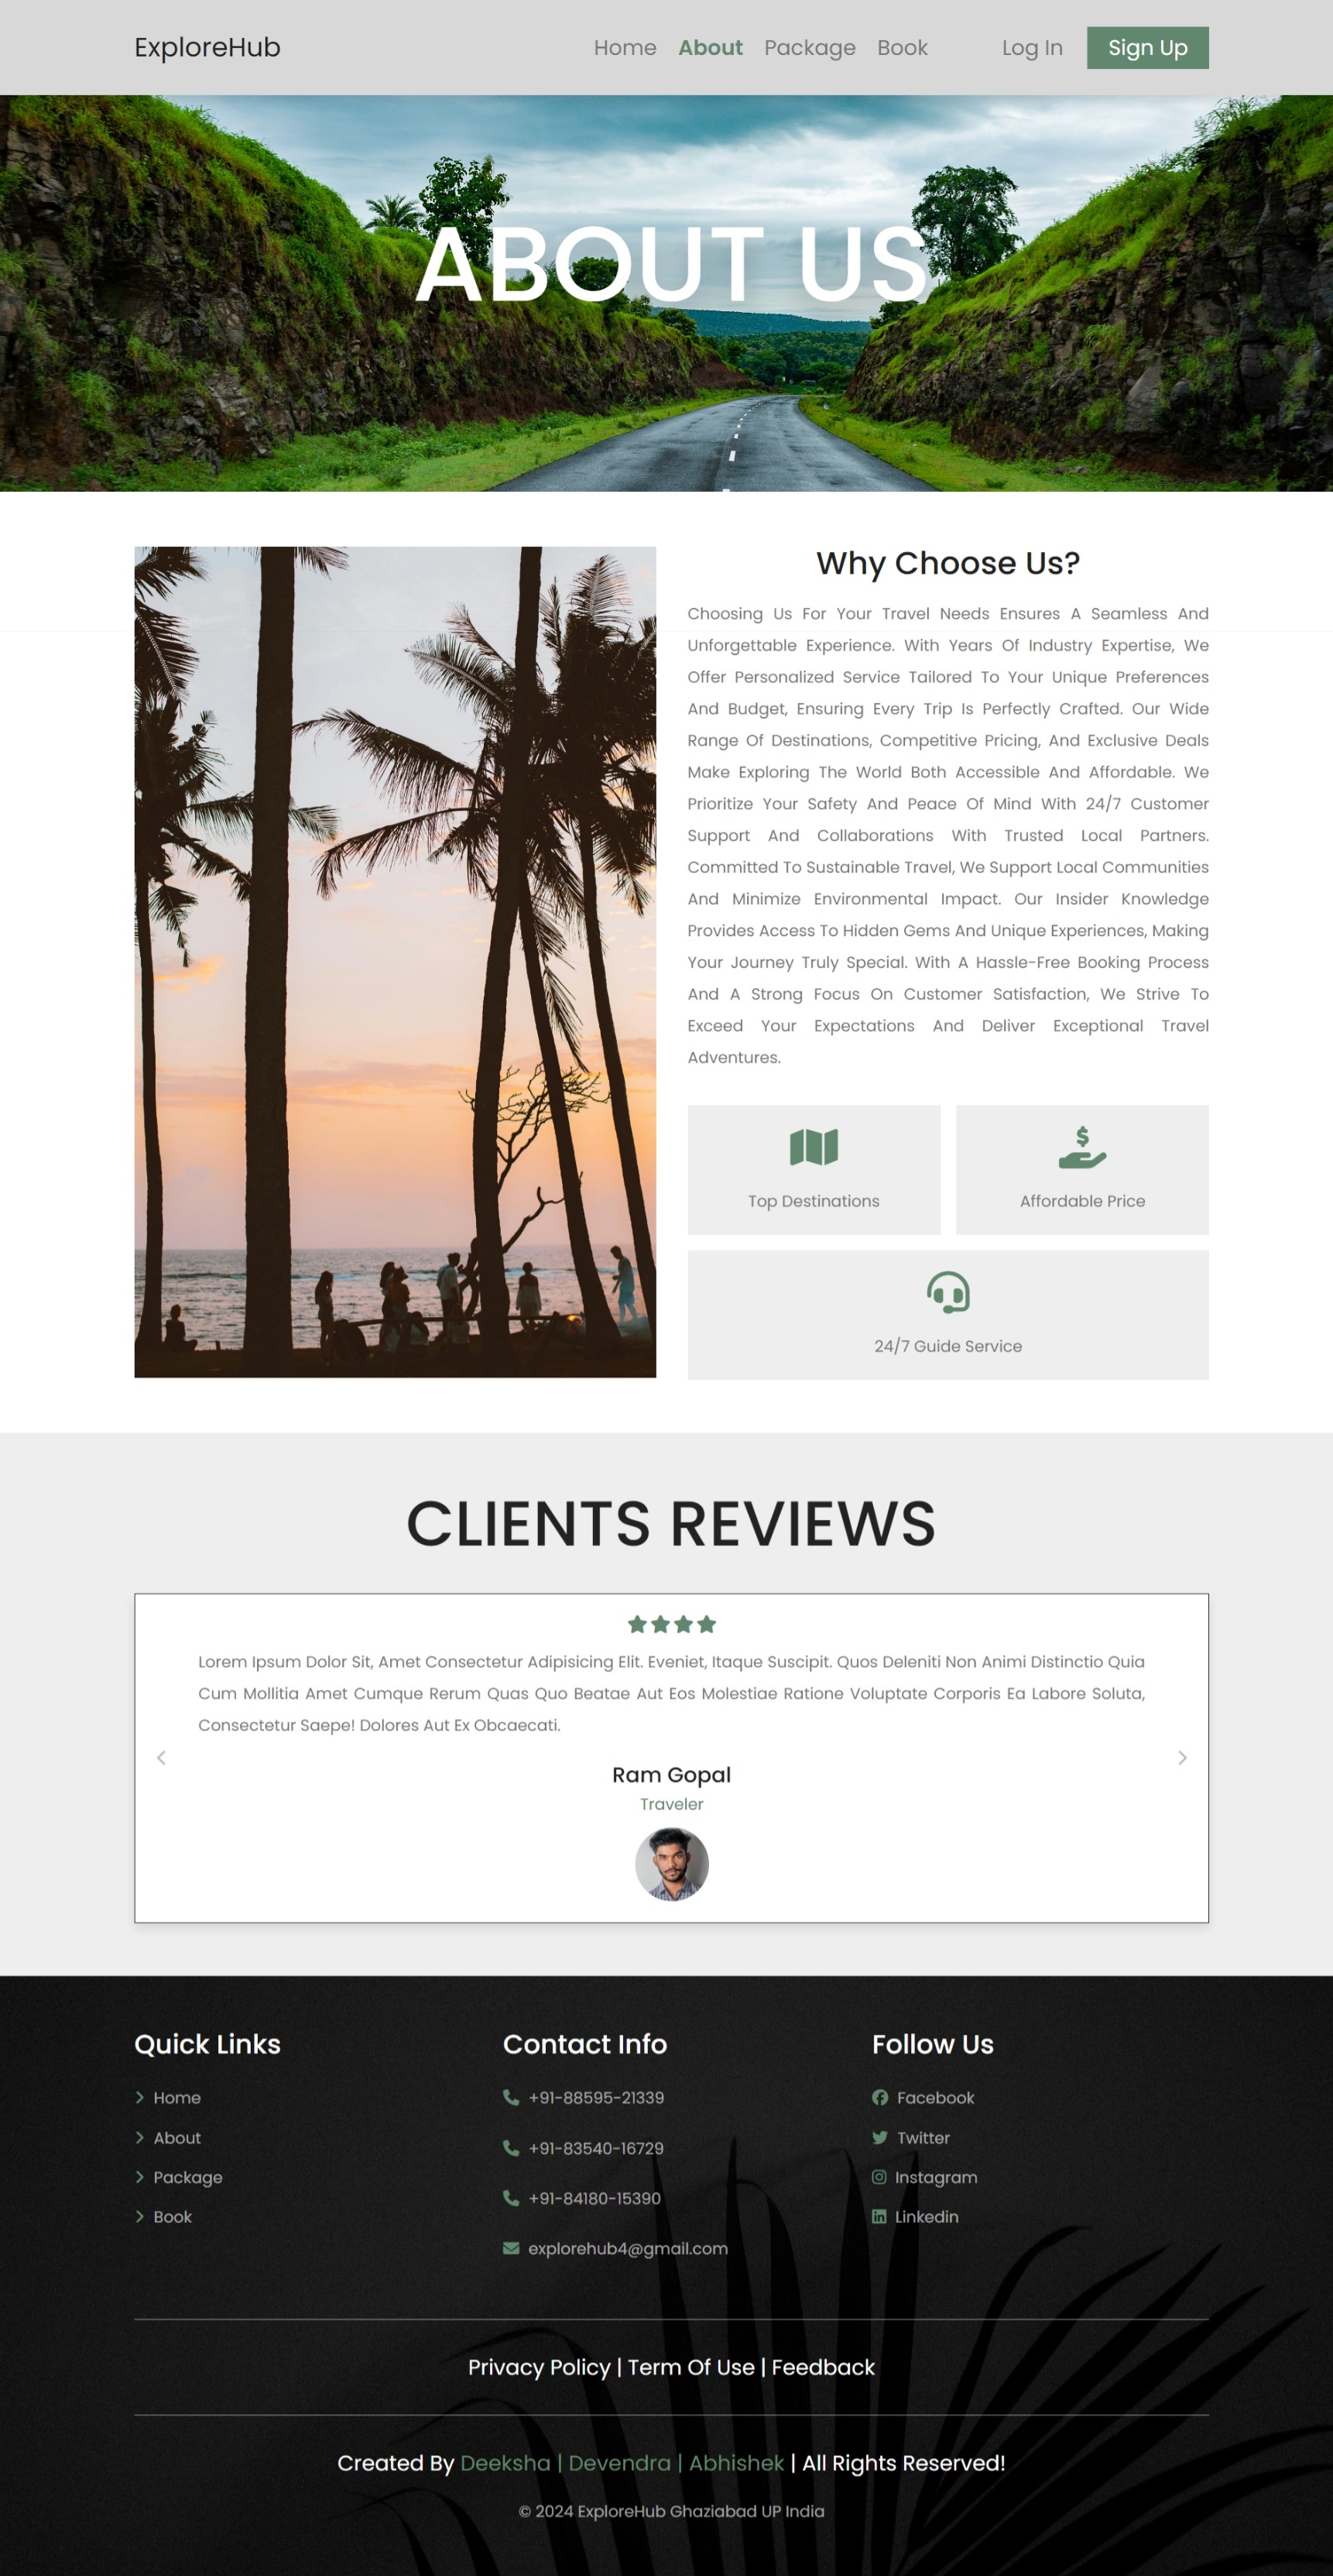 ExploreHub
Home About Package Book Log In Sign Up
ABOUT US
Why Choose Us?
Choosing Us For Your Travel Needs Ensures A Seamless And
Unforgettable Experience. With Years Of Industry Expertise, We
Offer Personalized Service Tailored To Your Unique Preferences
And Budget, Ensuring Every Trip Is Perfectly Crafted. Our Wide
Range Of Destinations, Competitive Pricing, And Exclusive Deals
Make Exploring The World Both Accessible And Affordable. We
Prioritize Your Safety And Peace Of Mind With 24/7 Customer
Support And Collaborations With Trusted Local Partners.
Committed To Sustainable Travel, We Support Local Communities
And Minimize Environmental Impact. Our Insider Knowledge
Provides Access To Hidden Gems And Unique Experiences, Making
Your Journey Truly Special. With A Hassle-Free Booking Process
And A Strong Focus On Customer Satisfaction, We Strive To
Exceed Your Expectations And Deliver Exceptional Travel
Adventures.
Top Destinations
Affordable Price
24/7 Guide Service
CLIENTS REVIEWS
Lorem Ipsum Dolor Sit, Amet Consectetur Adipisicing Elit. Eveniet, Itaque Suscipit. Quos Deleniti Non Animi Distinctio Quia
Cum Mollitia Amet Cumque Rerum Quas Quo Beatae Aut Eos Molestiae Ratione Voluptate Corporis Ea Labore Soluta,
Consectetur Saepe! Dolores Aut Ex Obcaecati.
Ram Gopal
Traveler
Quick Links
Home
About
Package
Book
Contact Info
+91-88595-21339
+91-83540-16729
+91-84180-15390
explorehub4@gmail.com
Follow Us
Facebook
Twitter
Instagram
Linkedin
Privacy Policy | Term Of Use | Feedback
Created By Deeksha | Devendra | Abhishek | All Rights Reserved!
© 2024 ExploreHub Ghaziabad UP India